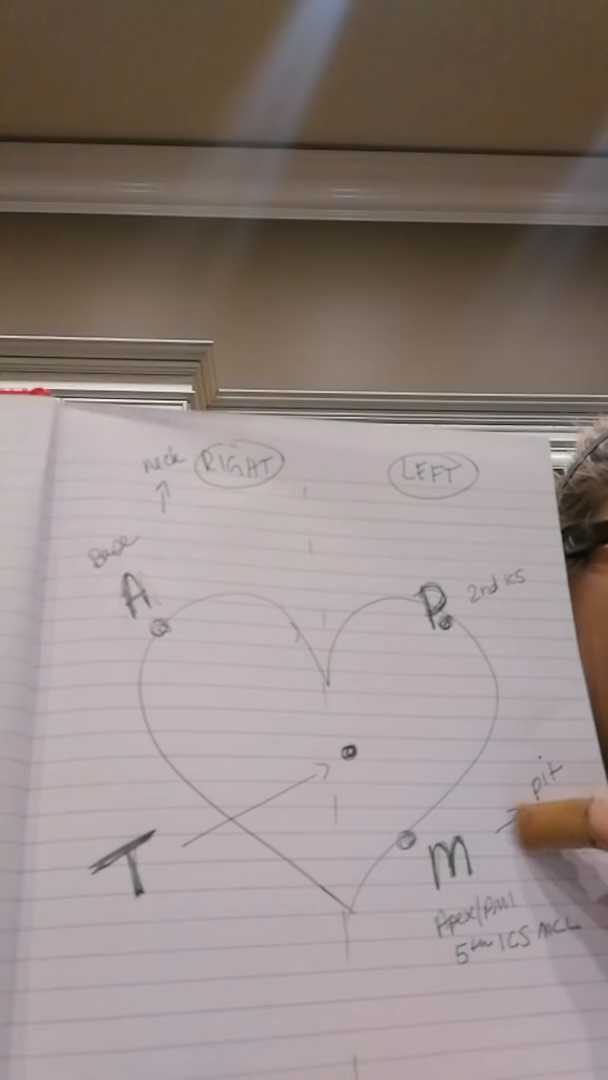 neck RIGHT LEFT
Base
A
P 2nd ICS
T
pit
M
Apex/PMI
5th ICS MCL